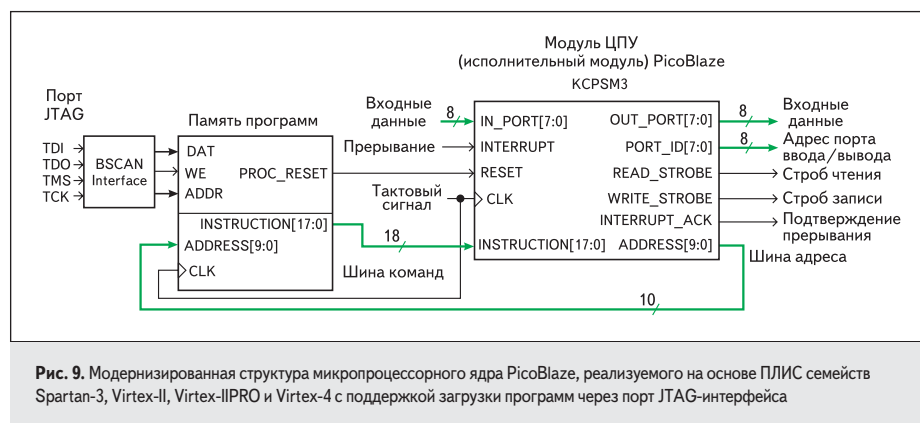 Модуль ЦПУ
(исполнительный модуль) PicoBlaze
KCPSM3
Порт
JTAG
TDI
TDO
TMS
TCK
BSCAN
Interface
Память программ
DAT
WE
ADDR
PROC_RESET
INSTRUCTION[17:0]
ADDRESS[9:0]
CLK
Входные
данные
8
Прерывание
Тактовый
сигнал
18
Шина команд
IN_PORT[7:0]
INTERRUPT
RESET
CLK
INSTRUCTION[17:0]
OUT_PORT[7:0]
PORT_ID[7:0]
READ_STROBE
WRITE_STROBE
INTERRUPT_ACK
ADDRESS[9:0]
8
Входные
данные
8
Адрес порта
ввода/вывода
Строб чтения
Строб записи
Подтверждение
прерывания
Шина адреса
10
Рис. 9. Модернизированная структура микропроцессорного ядра PicoBlaze, реализуемого на основе ПЛИС семейств
Spartan-3, Virtex-II, Virtex-IIPRO и Virtex-4 с поддержкой загрузки программ через порт JTAG-интерфейса